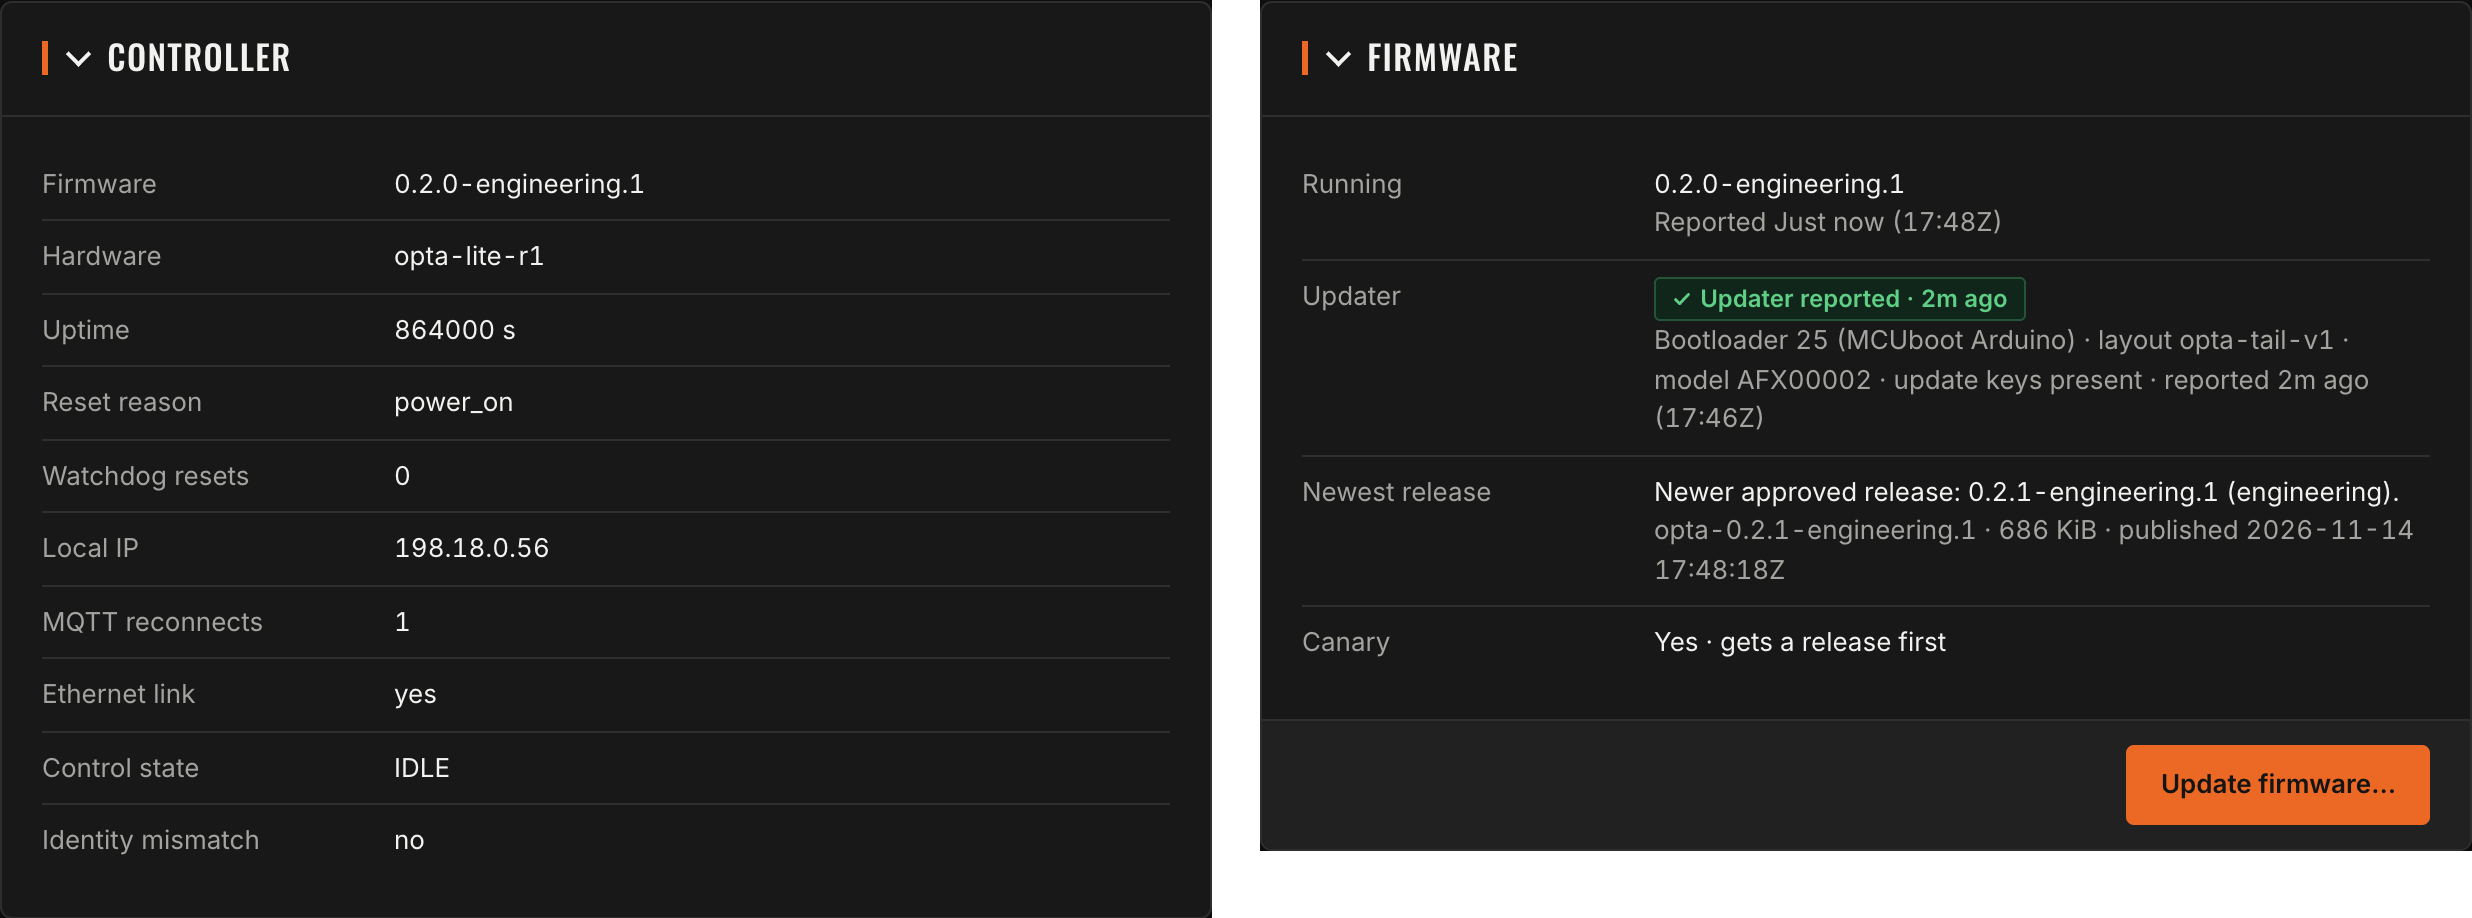 CONTROLLER
Firmware 0.2.0-engineering.1
Hardware opta-lite-r1
Uptime 864000 s
Reset reason power_on
Watchdog resets 0
Local IP 198.18.0.56
MQTT reconnects 1
Ethernet link yes
Control state IDLE
Identity mismatch no
FIRMWARE
Running 0.2.0-engineering.1
Reported Just now (17:48Z)
Updater ✓ Updater reported · 2m ago
Bootloader 25 (MCUboot Arduino) · layout opta-tail-v1 ·
model AFX00002 · update keys present · reported 2m ago
(17:46Z)
Newest release Newer approved release: 0.2.1-engineering.1 (engineering).
opta-0.2.1-engineering.1 · 686 KiB · published 2026-11-14
17:48:18Z
Canary Yes · gets a release first
Update firmware...